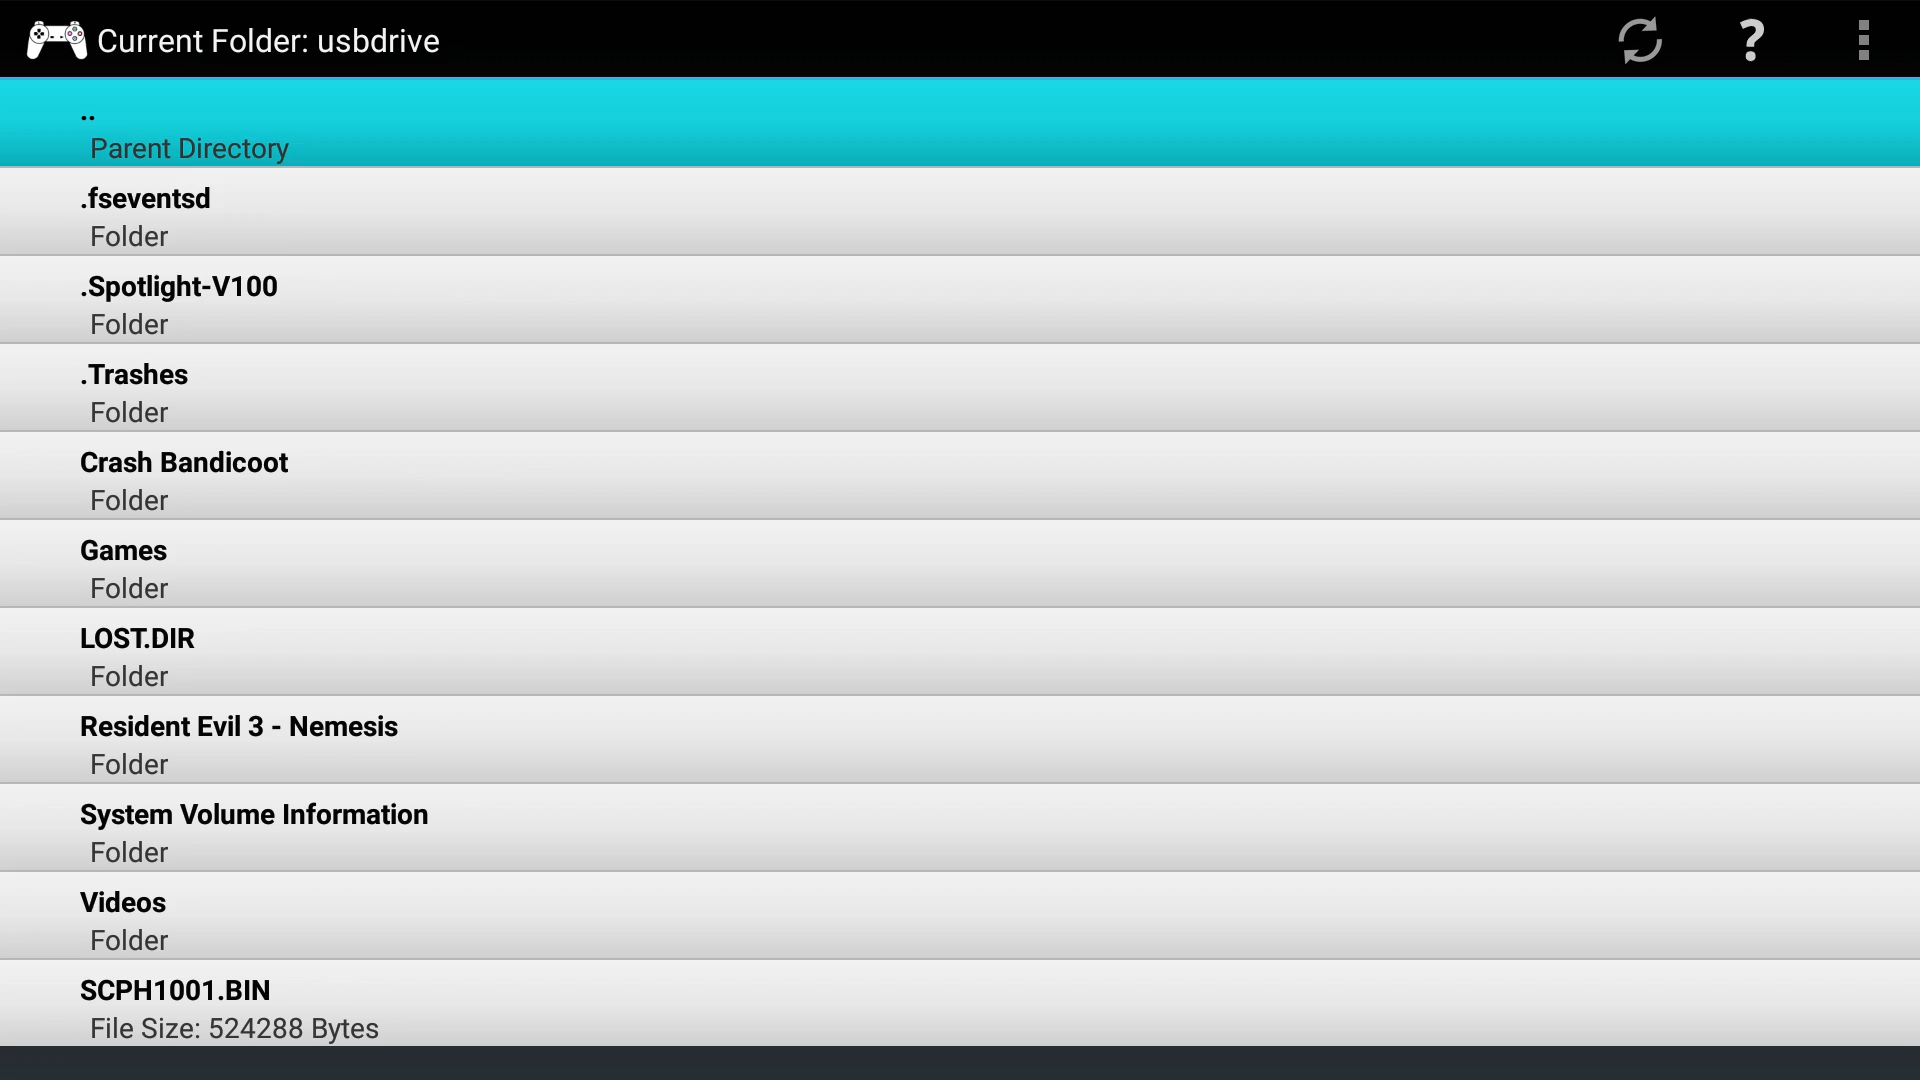 Current Folder: usbdrive
?
..
Parent Directory
.fseventsd
Folder
.Spotlight-V100
Folder
.Trashes
Folder
Crash Bandicoot
Folder
Games
Folder
LOST.DIR
Folder
Resident Evil 3 - Nemesis
Folder
System Volume Information
Folder
Videos
Folder
SCPH1001.BIN
File Size: 524288 Bytes